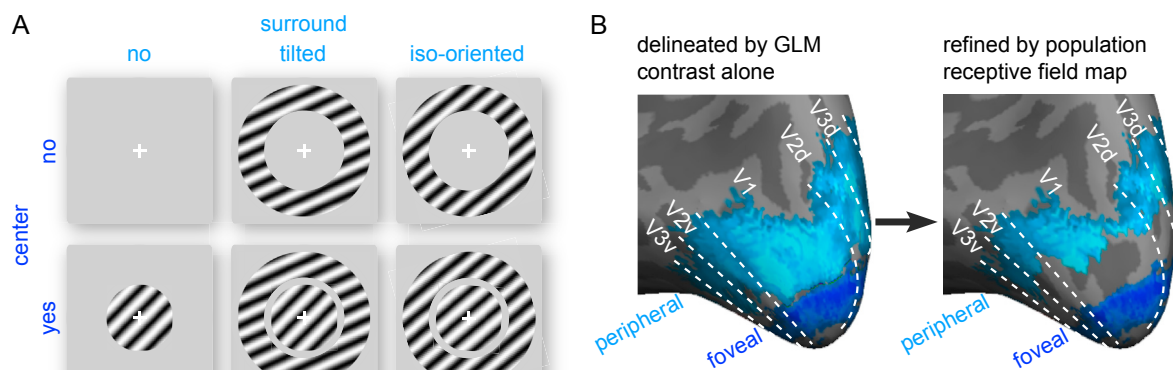 A
surround
no
tilted
iso-oriented
center
no
yes
B
delineated by GLM
contrast alone
refined by population
receptive field map
V3d
V2d
V1
V2v
V3v
peripheral
foveal
V3d
V2d
V1
V2v
V3v
peripheral
foveal